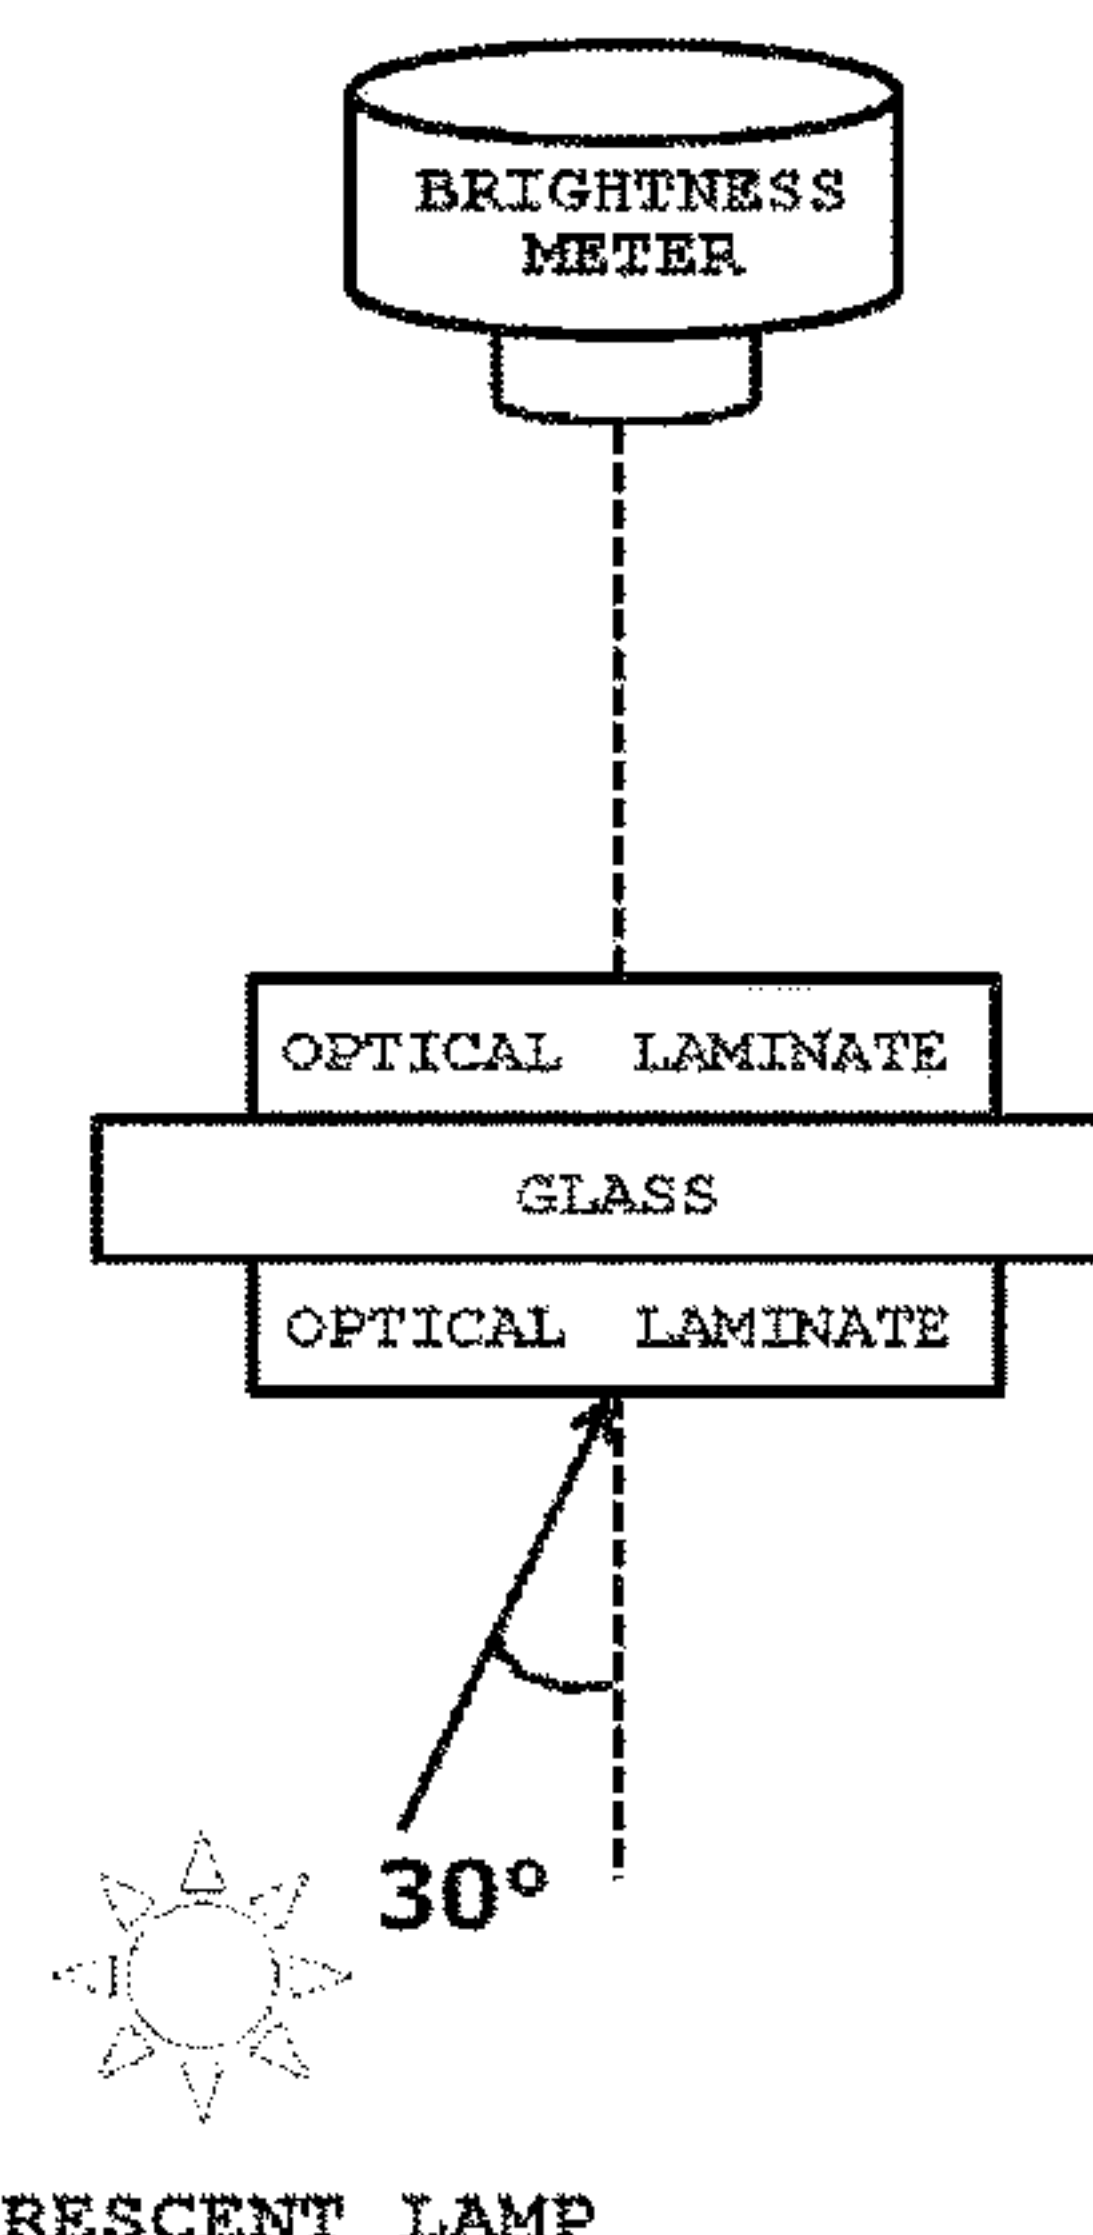 BRIGHTNESS
METER
OPTICAL LAMINATE
GLASS
OPTICAL LAMINATE
30°
RESCENT LAMP